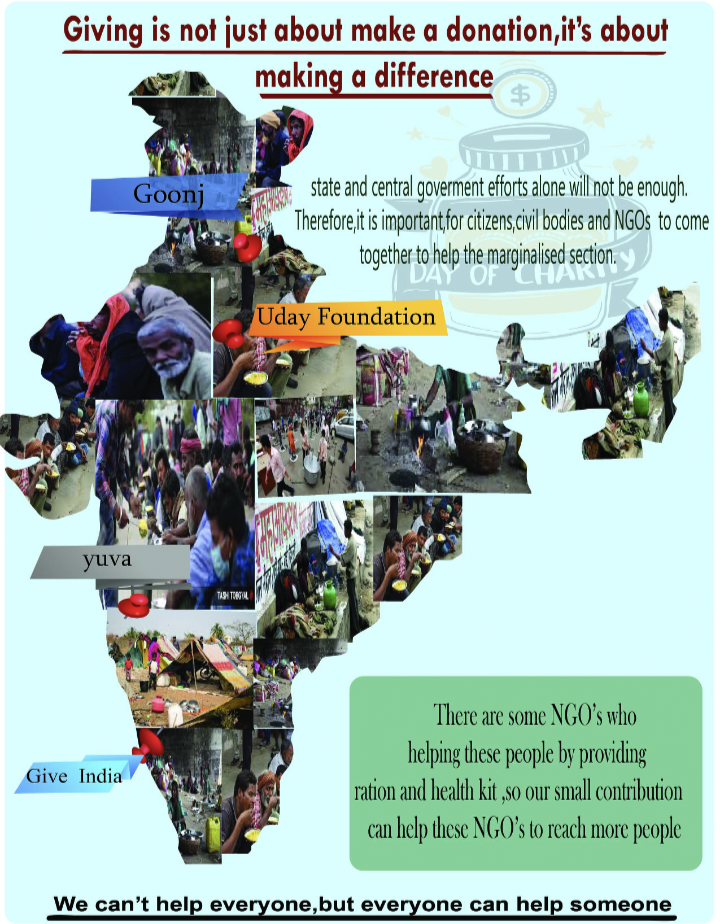 Giving is not just about make a donation,it's about
making a difference
$
Goonj
state and central goverment efforts alone will not be enough.
Therefore,it is important,for citizens,civil bodies and NGOs to come
together to help the marginalised section.
DAY OF CHARITY
Uday Foundation
yuva
TASHI TOBGYAL
There are some NGO's who
helping these people by providing
ration and health kit ,so our small contribution
can help these NGO's to reach more people
Give India
We can't help everyone,but everyone can help someone